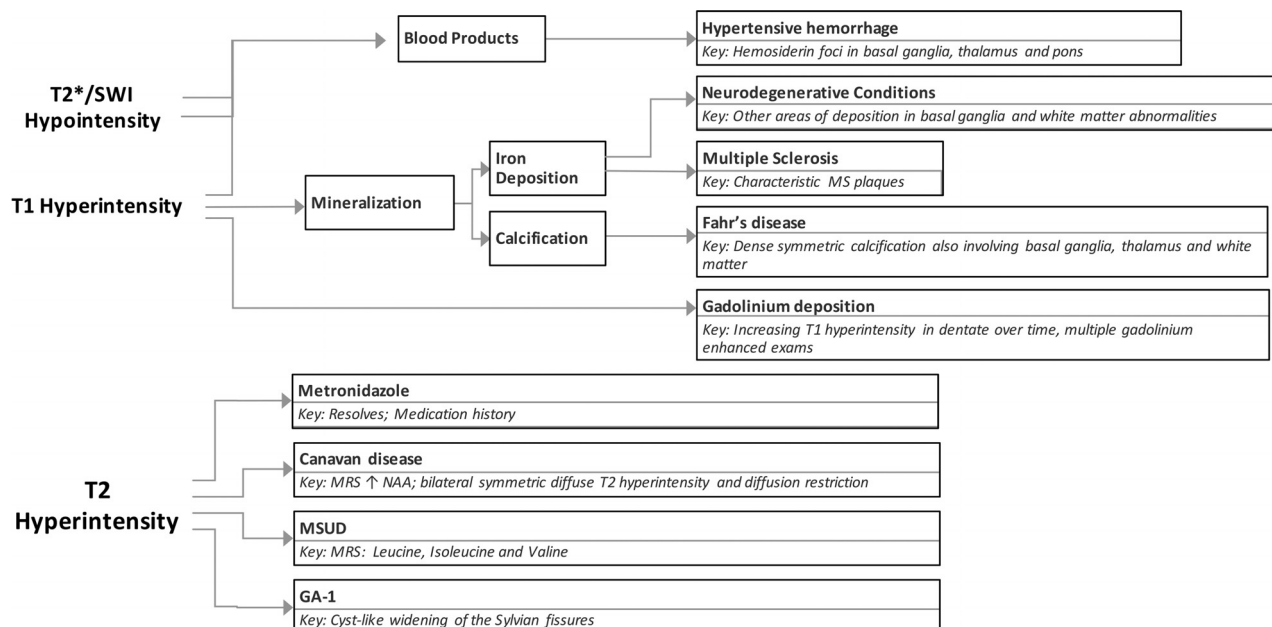 T2*/SWI
Hypointensity
T1 Hyperintensity
Blood Products
Mineralization
Iron
Deposition
Calcification
Hypertensive hemorrhage
Key: Hemosiderin foci in basal ganglia, thalamus and pons
Neurodegenerative Conditions
Key: Other areas of deposition in basal ganglia and white matter abnormalities
Multiple Sclerosis
Key: Characteristic MS plaques
Fahr's disease
Key: Dense symmetric calcification also involving basal ganglia, thalamus and white
matter
Gadolinium deposition
Key: Increasing T1 hyperintensity in dentate over time, multiple gadolinium
enhanced exams
T2
Hyperintensity
Metronidazole
Key: Resolves; Medication history
Canavan disease
Key: MRS ↑ NAA; bilateral symmetric diffuse T2 hyperintensity and diffusion restriction
MSUD
Key: MRS: Leucine, Isoleucine and Valine
GA-1
Key: Cyst-like widening of the Sylvian fissures